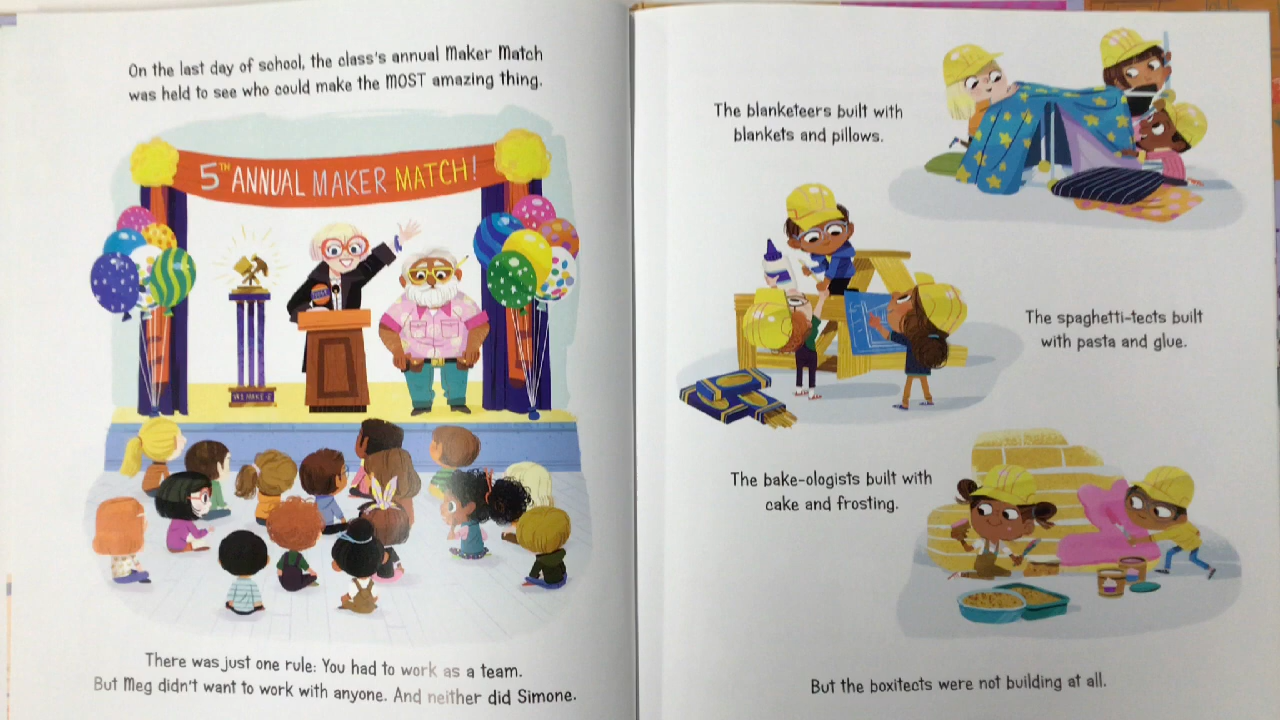 On the last day of school, the class's annual Maker Match
was held to see who could make the MOST amazing thing.
5TH ANNUAL MAKER MATCH!
There was just one rule: You had to work as a team.
But Meg didn't want to work with anyone. And neither did Simone.
The blanketeers built with
blankets and pillows.
The spaghetti-tects built
with pasta and glue.
The bake-ologists built with
cake and frosting.
But the boxitects were not building at all.